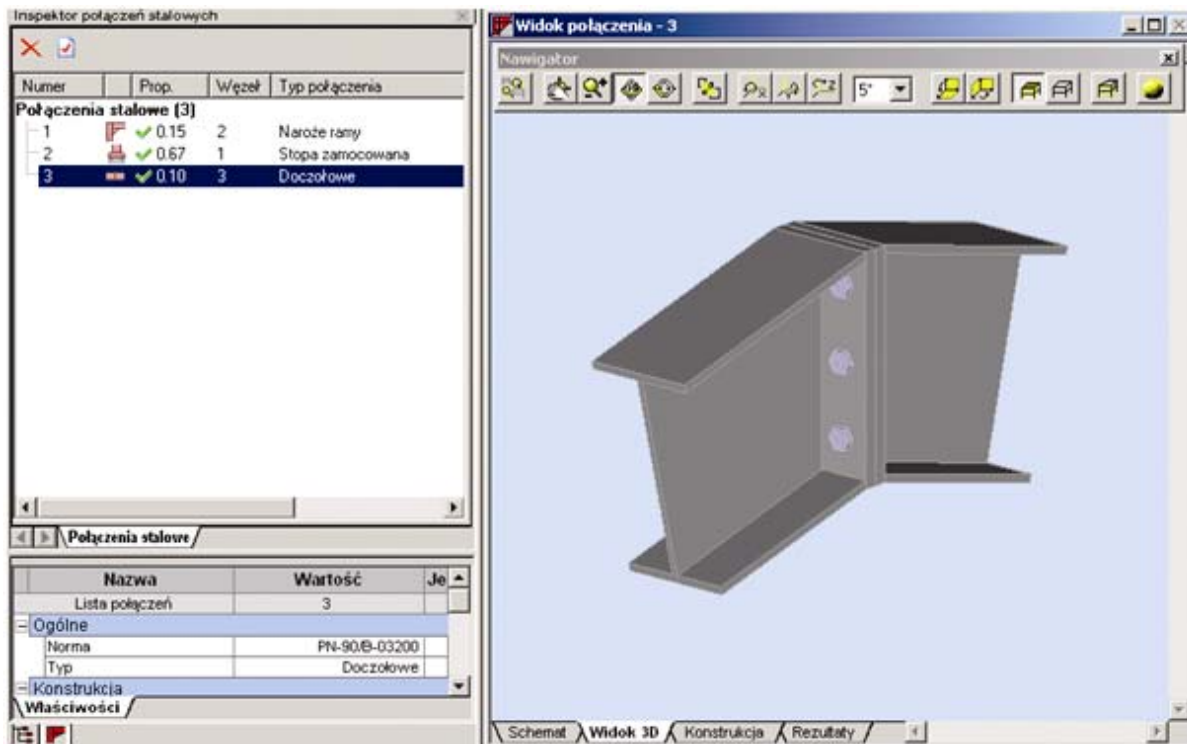 Inspektor połączeń stalowych
Numer Prop. Węzeł Typ połączenia
Połączenia stalowe (3)
1 0.15 2 Naroże ramy
2 0.67 1 Stopa zamocowana
3 0.10 3 Doczołowe
Połączenia stalowe
Nazwa Wartość Je
Lista połączeń 3
Ogólne
Norma PN-90/B-03200
Typ Doczołowe
Konstrukcja
Właściwości
Widok połączenia - 3
Nawigator
5°
Schemat Widok 3D Konstrukcja Rezultaty